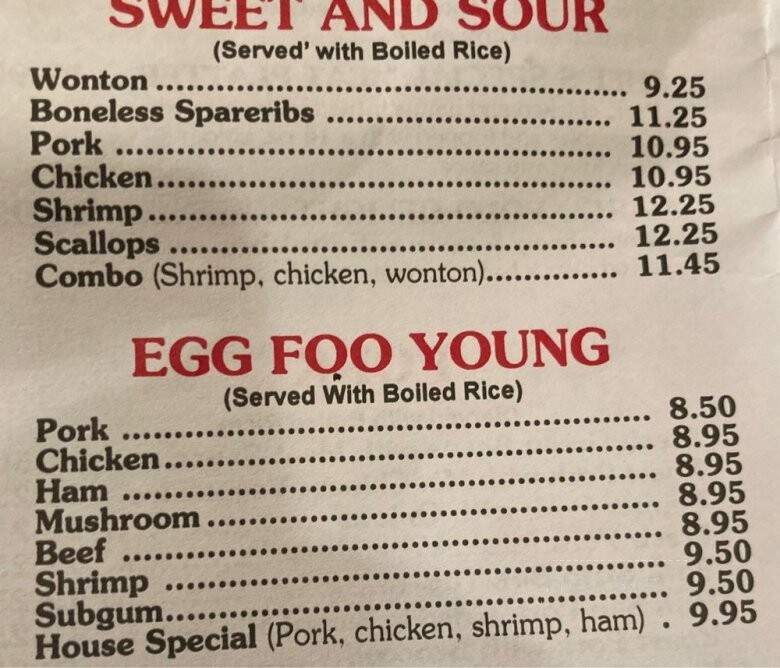 SWEET AND SOUR
(Served' with Boiled Rice)
Wonton ............................................... 9.25
Boneless Spareribs ............................ 11.25
Pork ................................................ 10.95
Chicken ............................................ 10.95
Shrimp ............................................. 12.25
Scallops ........................................... 12.25
Combo (Shrimp, chicken, wonton)............. 11.45
EGG FOO YOUNG
(Served With Boiled Rice)
Pork .................................................. 8.50
Chicken .............................................. 8.95
Ham .................................................. 8.95
Mushroom .......................................... 8.95
Beef .................................................. 8.95
Shrimp .............................................. 9.50
Subgum.............................................. 9.50
House Special (Pork, chicken, shrimp, ham) . 9.95